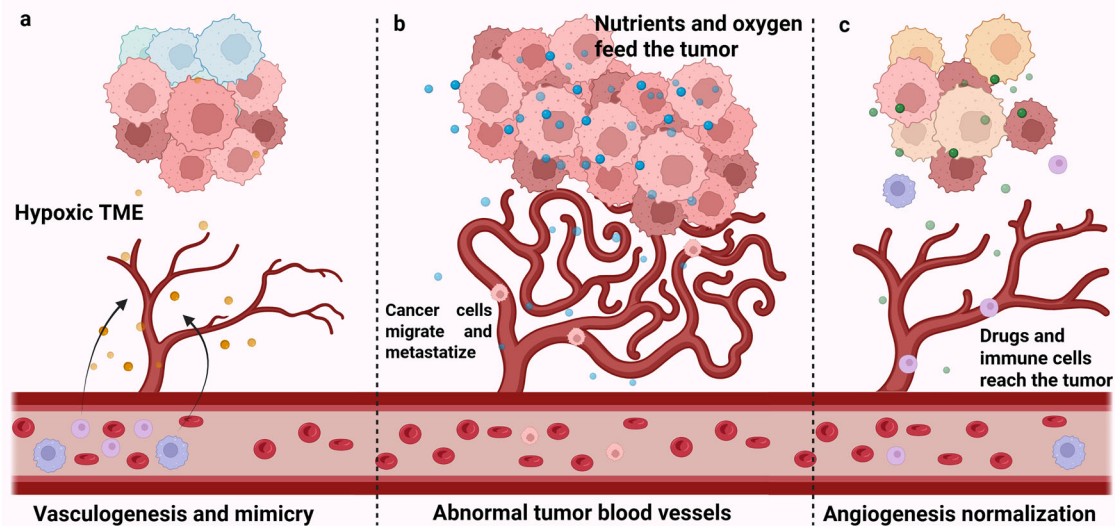 a
Hypoxic TME
Vasculogenesis and mimicry
b
Nutrients and oxygen
feed the tumor
Cancer cells
migrate and
metastatize
Abnormal tumor blood vessels
c
Drugs and
immune cells
reach the tumor
Angiogenesis normalization